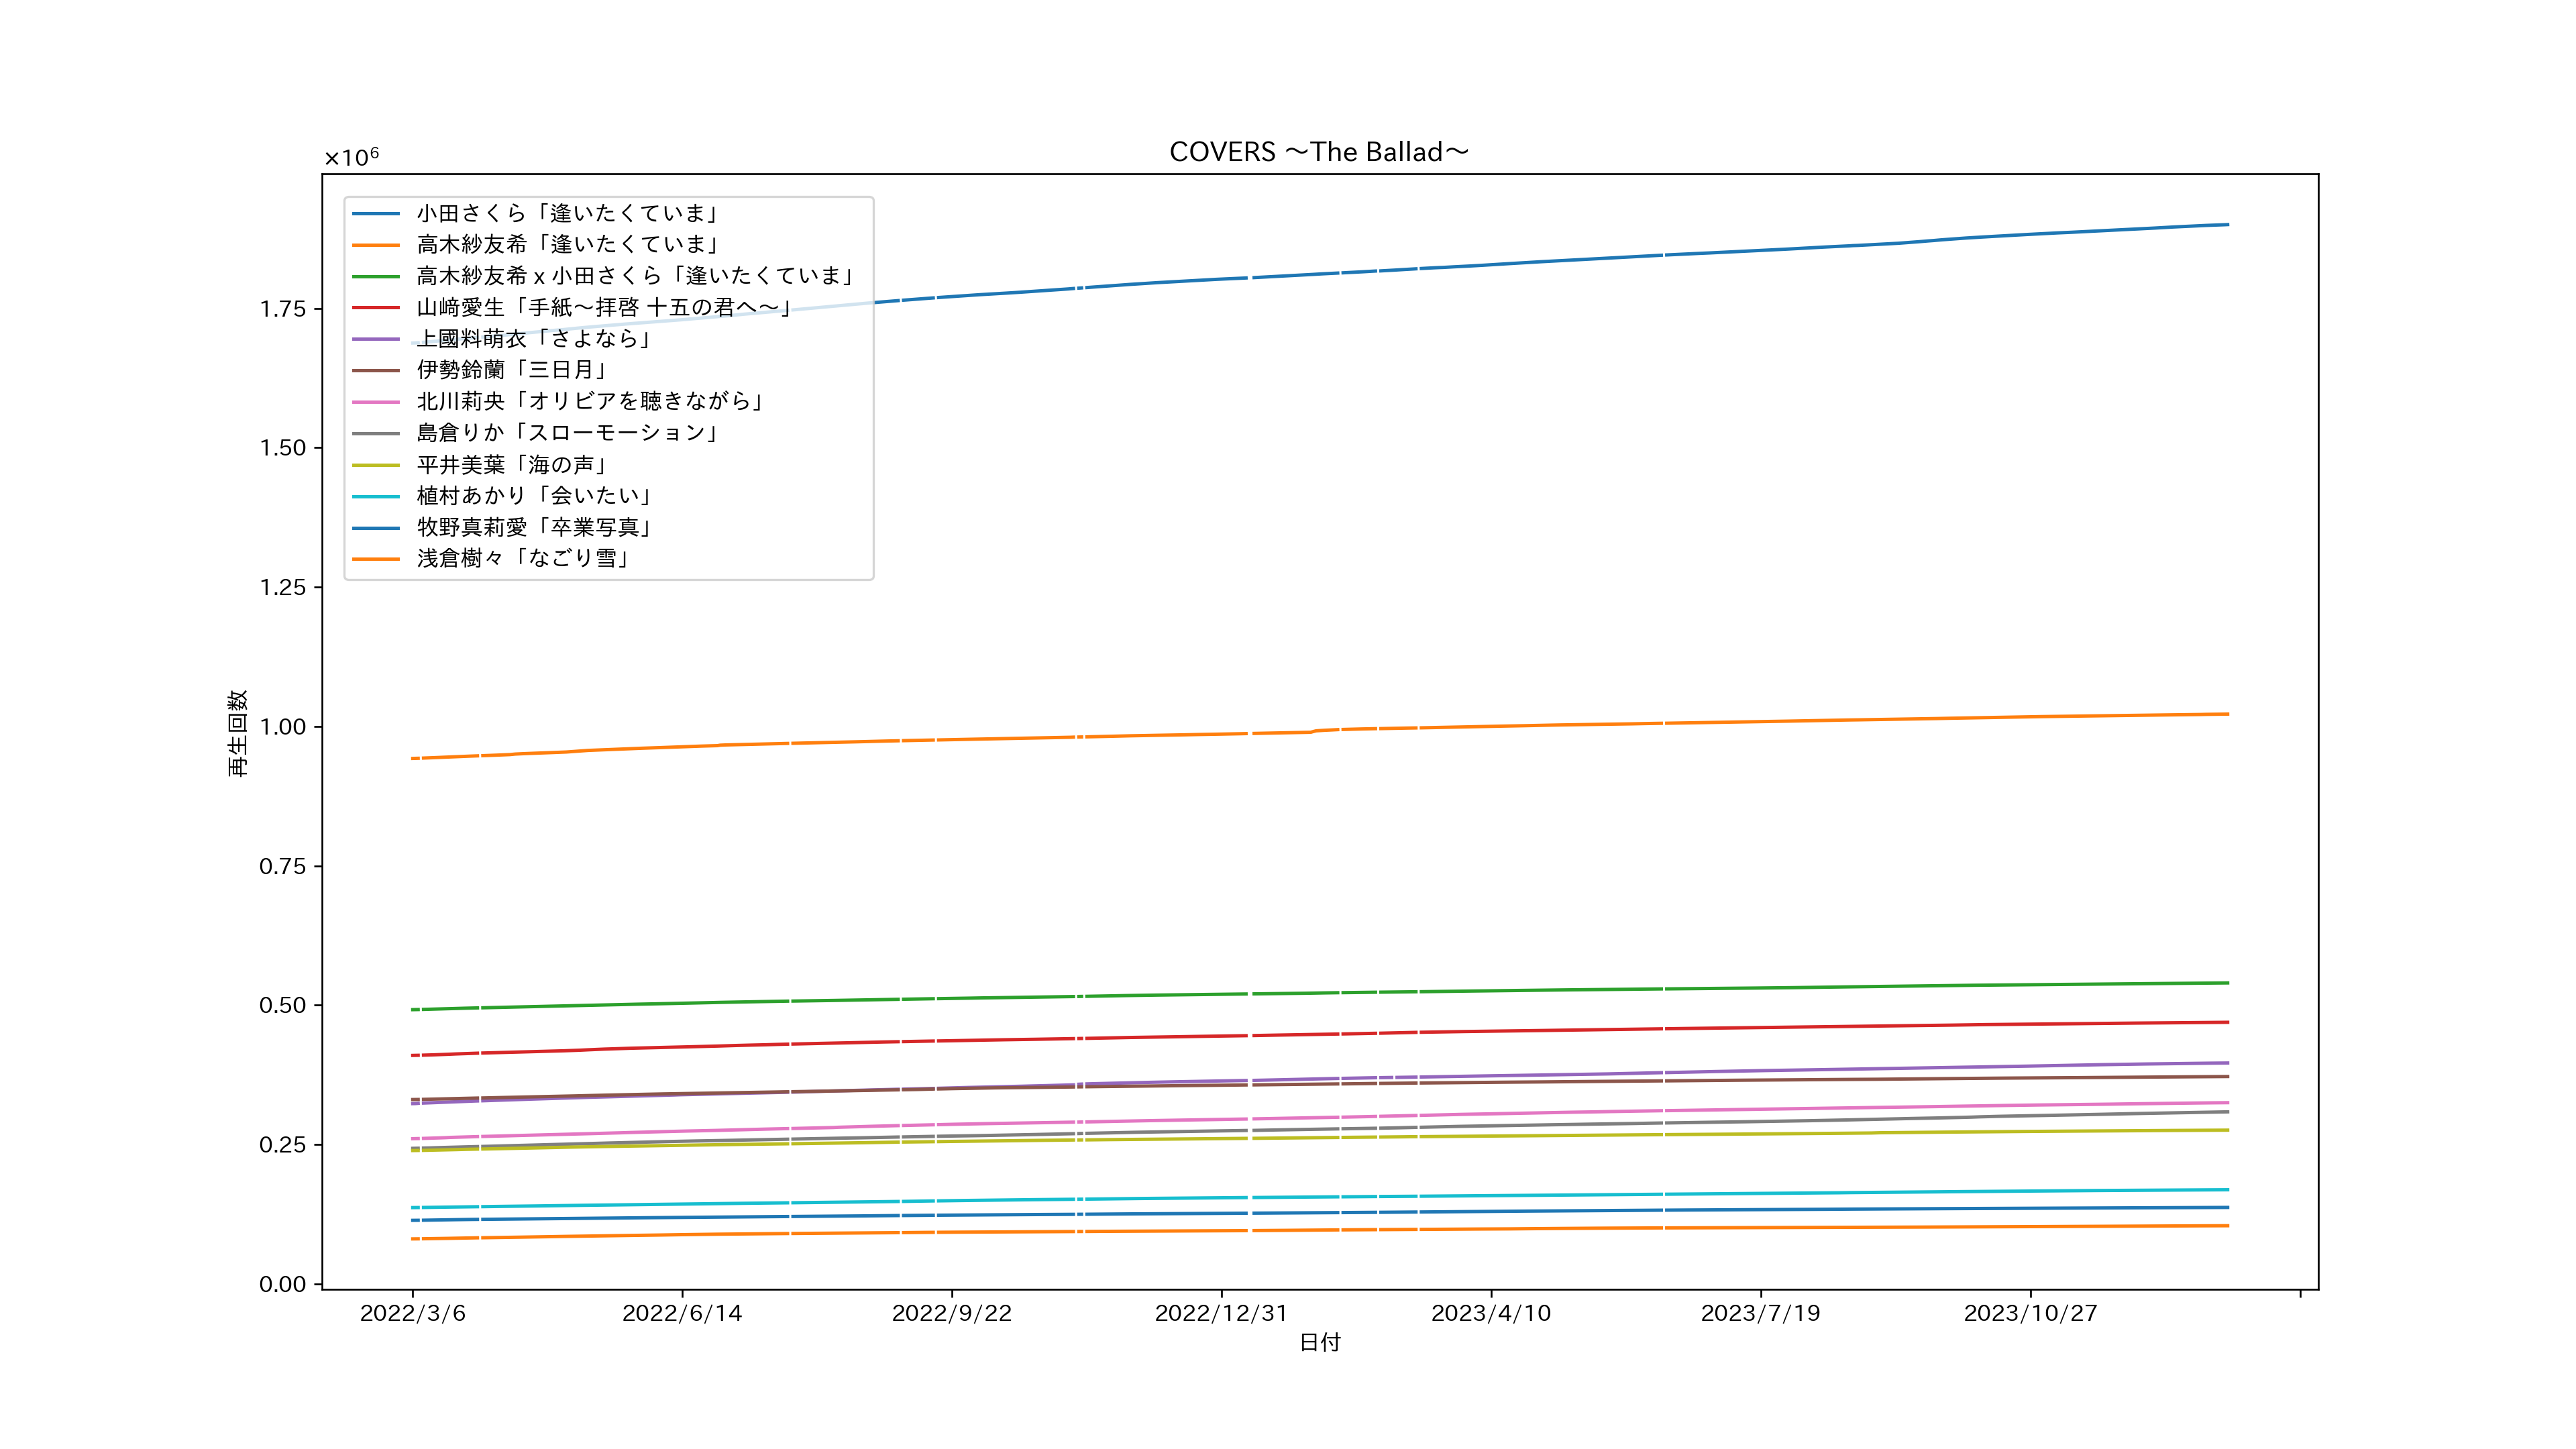 COVERS ～The Ballad～
×10⁶
小田さくら「逢いたくていま」
高木紗友希「逢いたくていま」
高木紗友希 x 小田さくら「逢いたくていま」
山﨑愛生「手紙～拝啓 十五の君へ～」
上國料萌衣「さよなら」
伊勢鈴蘭「三日月」
北川莉央「オリビアを聴きながら」
島倉りか「スローモーション」
平井美葉「海の声」
植村あかり「会いたい」
牧野真莉愛「卒業写真」
浅倉樹々「なごり雪」
1.75
1.50
1.25
1.00
0.75
0.50
0.25
0.00
再生回数
2022/3/6 2022/6/14 2022/9/22 2022/12/31 2023/4/10 2023/7/19 2023/10/27
日付